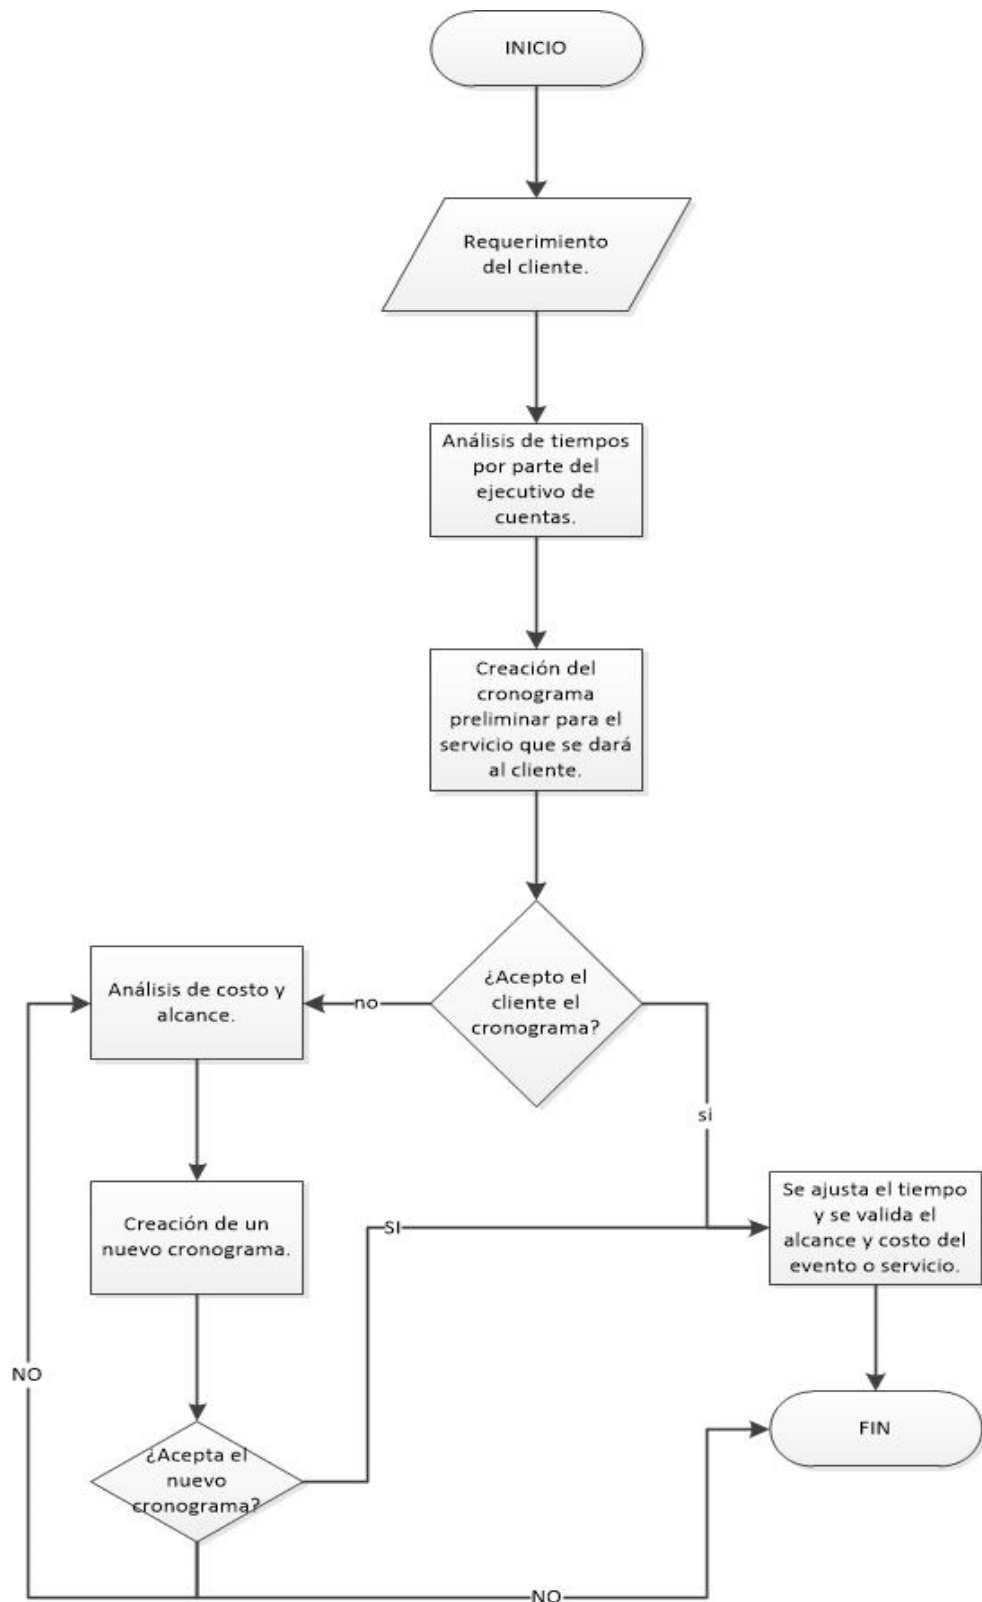 INICIO
Requerimiento
del cliente.
Análisis de tiempos
por parte del
ejecutivo de
cuentas.
Creación del
cronograma
preliminar para el
servicio que se dará
al cliente.
¿Acepto el
cliente el
cronograma?
no
Análisis de costo y
alcance.
si
Creación de un
nuevo cronograma.
SI
Se ajusta el tiempo
y se valida el
alcance y costo del
evento o servicio.
NO
¿Acepta el
nuevo
cronograma?
FIN
NO